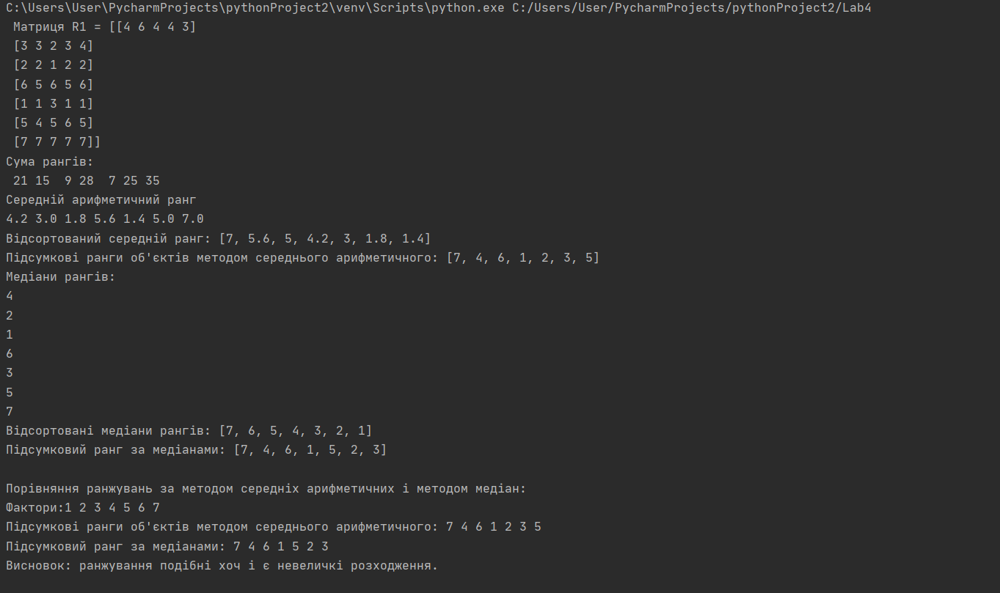 C:\Users\User\PycharmProjects\pythonProject2\venv\Scripts\python.exe C:/Users/User/PycharmProjects/pythonProject2/Lab4
Матриця R1 = [[4 6 4 4 3]
[3 3 2 3 4]
[2 2 1 2 2]
[6 5 6 5 6]
[1 1 3 1 1]
[5 4 5 6 5]
[7 7 7 7 7]]
Сума рангів:
21 15  9 28  7 25 35
Середній арифметичний ранг
4.2 3.0 1.8 5.6 1.4 5.0 7.0
Відсортований середній ранг: [7, 5.6, 5, 4.2, 3, 1.8, 1.4]
Підсумкові ранги об'єктів методом середнього арифметичного: [7, 4, 6, 1, 2, 3, 5]
Медіани рангів:
4
2
1
6
3
5
7
Відсортовані медіани рангів: [7, 6, 5, 4, 3, 2, 1]
Підсумковий ранг за медіанами: [7, 4, 6, 1, 5, 2, 3]
Порівняння ранжувань за методом середніх арифметичних і методом медіан:
Фактори:1 2 3 4 5 6 7
Підсумкові ранги об'єктів методом середнього арифметичного: 7 4 6 1 2 3 5
Підсумковий ранг за медіанами: 7 4 6 1 5 2 3
Висновок: ранжування подібні хоч і є невеличкі розходження.